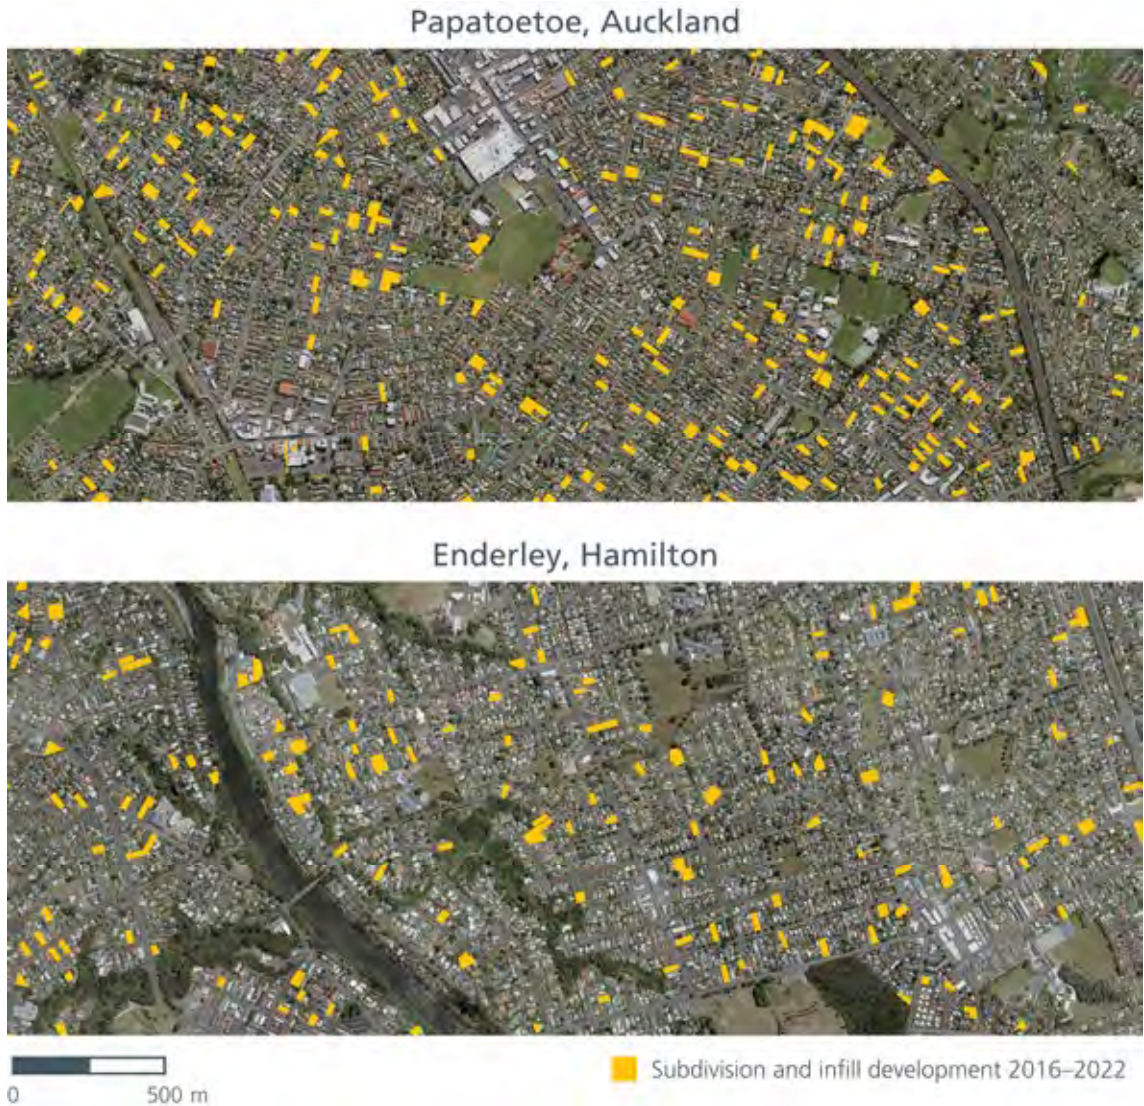 Papatoetoe, Auckland
Enderley, Hamilton
0 500 m
Subdivision and infill development 2016–2022